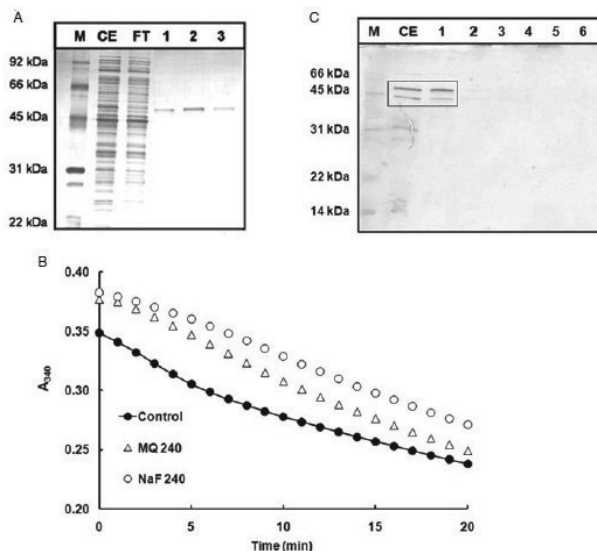 A
M CE FT 1 2 3
92 kDa
66 kDa
45 kDa
31 kDa
22 kDa
C
M CE 1 2 3 4 5 6
66 kDa
45 kDa
31 kDa
22 kDa
14 kDa
B
0.40
0.35
0.30
0.25
0.20
A340
Control
MQ 240
NaF 240
0 5 10 15 20
Time (min)